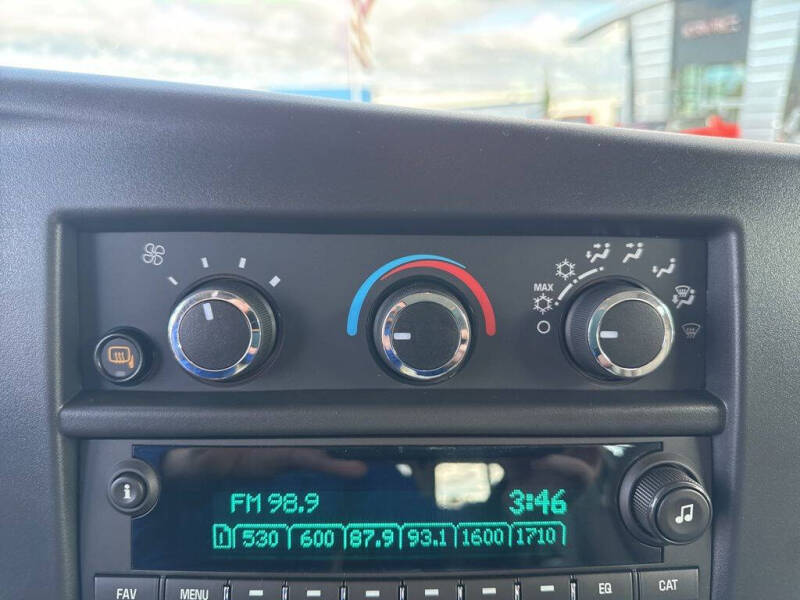 MAX
i
FM 98.9 3:46
1 530 600 87.9 93.1 1600 1710
FAV MENU EQ CAT